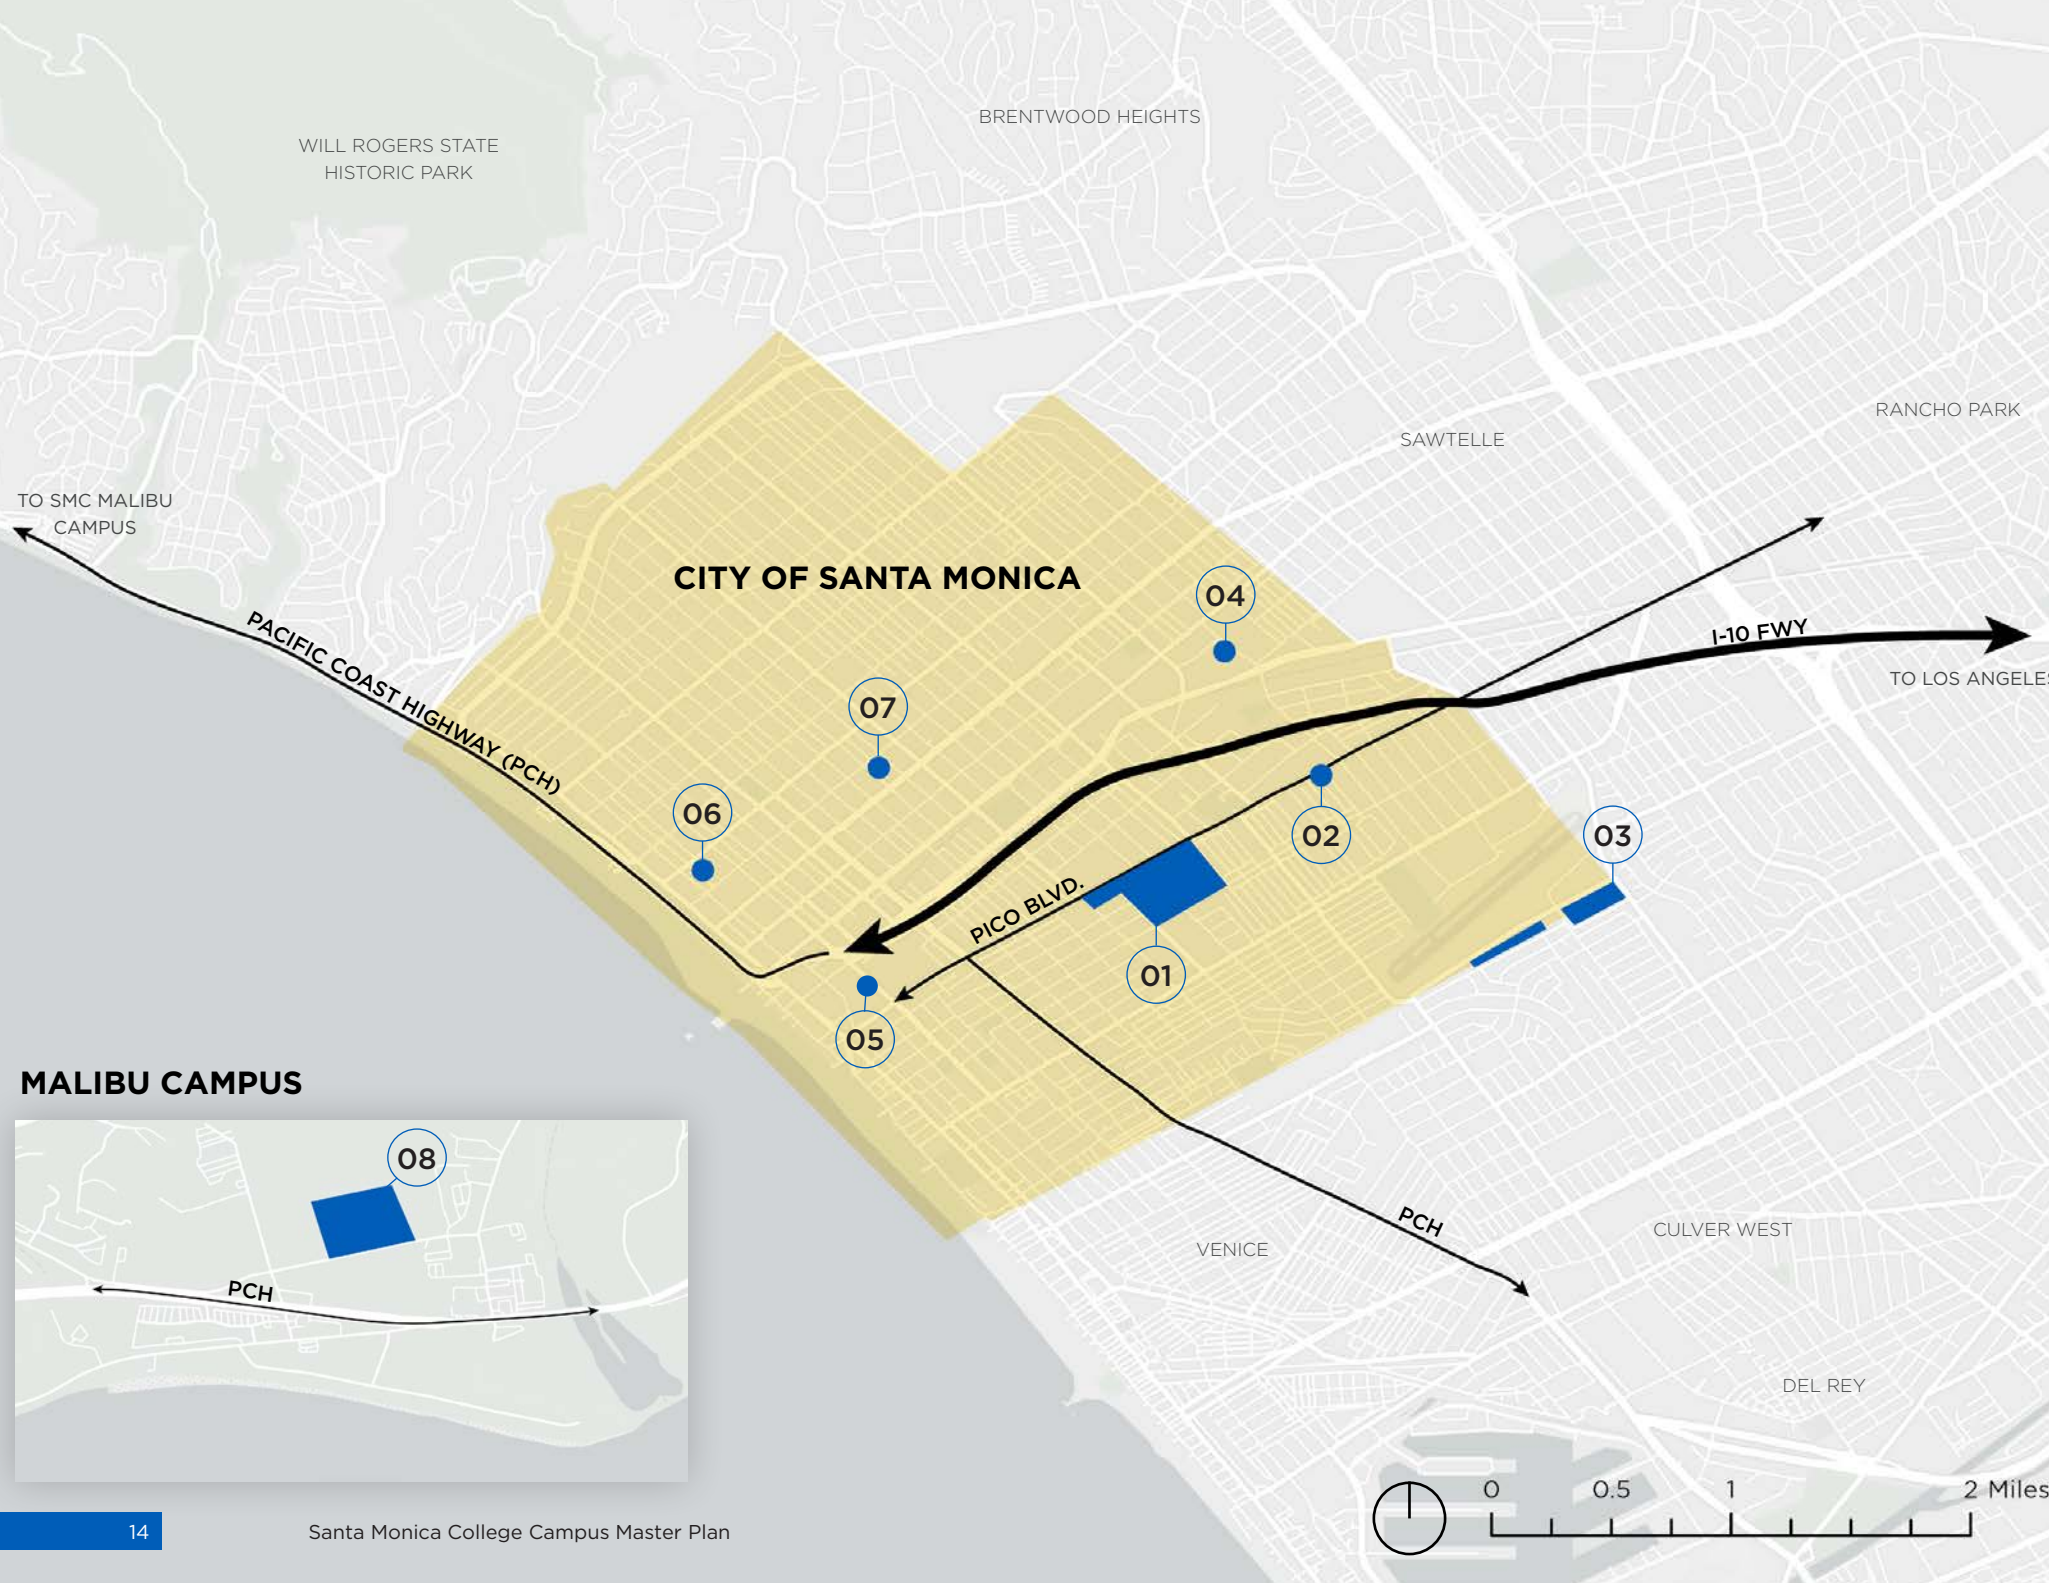 BRENTWOOD HEIGHTS
WILL ROGERS STATE
HISTORIC PARK
RANCHO PARK
SAWTELLE
TO SMC MALIBU
CAMPUS
CITY OF SANTA MONICA
04
I-10 FWY
TO LOS ANGELES
PACIFIC COAST HIGHWAY (PCH)
07
06
02
03
PICO BLVD.
01
05
MALIBU CAMPUS
08
PCH
PCH
VENICE
CULVER WEST
DEL REY
0 0.5 1 2 Miles
14
Santa Monica College Campus Master Plan